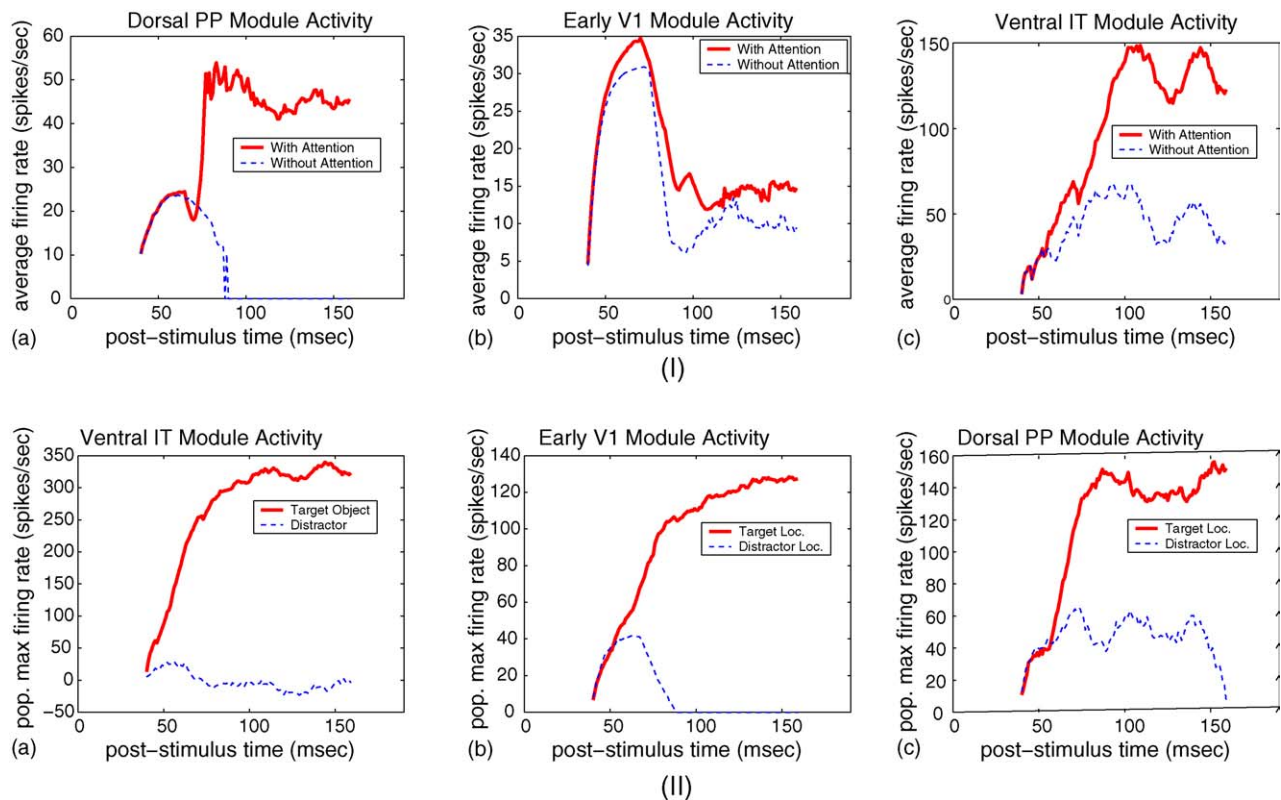 Dorsal PP Module Activity
average firing rate (spikes/sec)
60
50
40
30
20
10
0
With Attention
Without Attention
0 50 100 150
(a) post-stimulus time (msec)
Early V1 Module Activity
average firing rate (spikes/sec)
35
30
25
20
15
10
5
0
With Attention
Without Attention
0 50 100 150
(b) post-stimulus time (msec)
Ventral IT Module Activity
average firing rate (spikes/sec)
150
100
50
0
With Attention
Without Attention
0 50 100 150
(c) post-stimulus time (msec)
(I)
Ventral IT Module Activity
pop. max firing rate (spikes/sec)
350
300
250
200
150
100
50
0
-50
Target Object
Distractor
0 50 100 150
(a) post-stimulus time (msec)
Early V1 Module Activity
pop. max firing rate (spikes/sec)
140
120
100
80
60
40
20
0
Target Loc.
Distractor Loc.
0 50 100 150
(b) post-stimulus time (msec)
Dorsal PP Module Activity
pop. max firing rate (spikes/sec)
160
140
120
100
80
60
40
20
0
Target Loc.
Distractor Loc.
0 50 100 150
(c) post-stimulus time (msec)
(II)